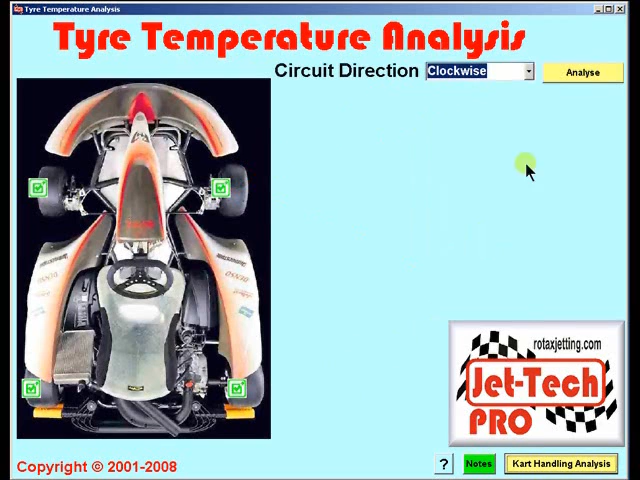 Tyre Temperature Analysis
Tyre Temperature Analysis
Circuit Direction Clockwise Analyse
rotaxjetting.com
Jet-Tech
PRO
? Notes Kart Handling Analysis
Copyright © 2001-2008